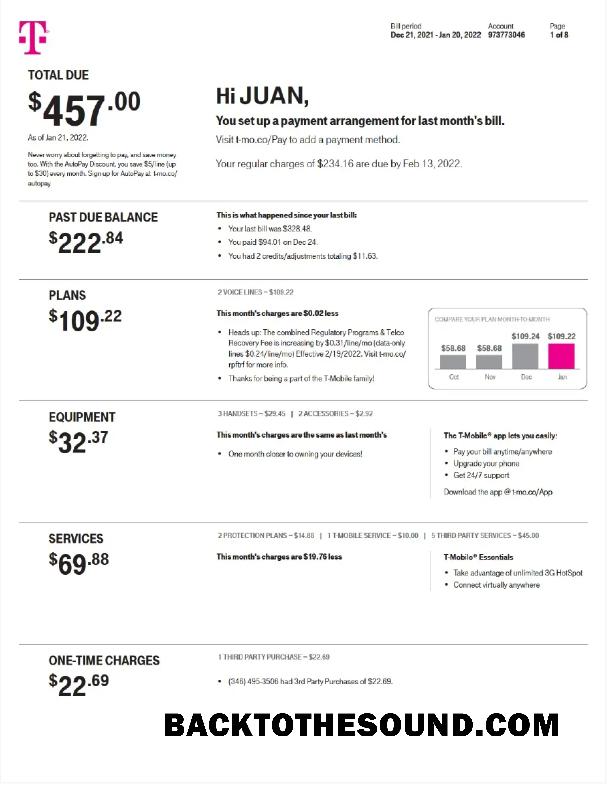 T
Bill period
Dec 21, 2021 - Jan 20, 2022
Account
973773046
Page
1 of 8
TOTAL DUE
$457.00
As of Jan 21, 2022.
Never worry about forgetting to pay, and save money
too. With the AutoPay Discount, you save $5/line (up
to $30) every month. Sign up for AutoPay at t-mo.co/
autopay
Hi JUAN,
You set up a payment arrangement for last month's bill.
Visit t-mo.co/Pay to add a payment method.
Your regular charges of $234.16 are due by Feb 13, 2022.
PAST DUE BALANCE
$222.84
This is what happened since your last bill:
• Your last bill was $328.48.
• You paid $94.01 on Dec 24.
• You had 2 credits/adjustments totaling $11.63.
PLANS
$109.22
2 VOICE LINES – $109.22
This month's charges are $0.02 less
• Heads up: The combined Regulatory Programs & Telco
Recovery Fee is increasing by $0.31/line/mo (data-only
lines $0.24/line/mo) Effective 2/19/2022. Visit t-mo.co/
rpftrf for more info.
• Thanks for being a part of the T-Mobile family!
COMPARE YOUR PLAN MONTH-TO-MONTH
$58.68 $58.68 $109.24 $109.22
Oct Nov Dec Jan
EQUIPMENT
$32.37
3 HANDSETS – $29.45 | 2 ACCESSORIES – $2.92
This month's charges are the same as last month's
• One month closer to owning your devices!
The T-Mobile® app lets you easily:
• Pay your bill anytime/anywhere
• Upgrade your phone
• Get 24/7 support
Download the app @ t-mo.co/App
SERVICES
$69.88
2 PROTECTION PLANS – $14.88 | 1 T-MOBILE SERVICE – $10.00 | 5 THIRD PARTY SERVICES – $45.00
This month's charges are $19.76 less
T-Mobile® Essentials
• Take advantage of unlimited 3G HotSpot
• Connect virtually anywhere
ONE-TIME CHARGES
$22.69
1 THIRD PARTY PURCHASE – $22.69
• (346) 495-3506 had 3rd Party Purchases of $22.69.
BACKTOTHESOUND.COM